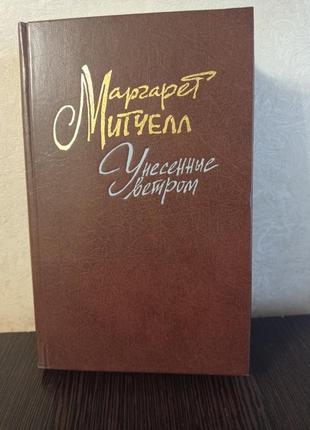 Маргарет
Митчелл
Унесенные
ветром